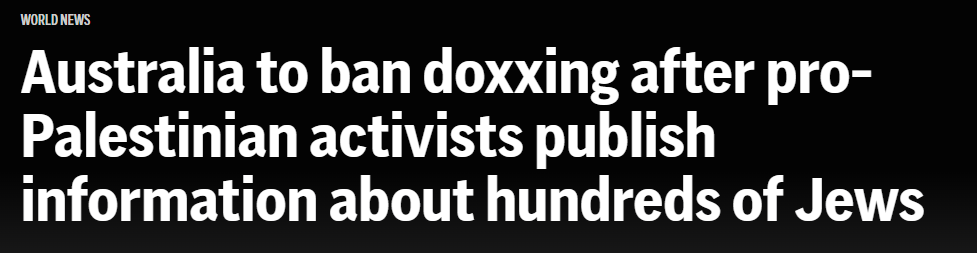 WORLD NEWS
Australia to ban doxxing after pro-
Palestinian activists publish
information about hundreds of Jews